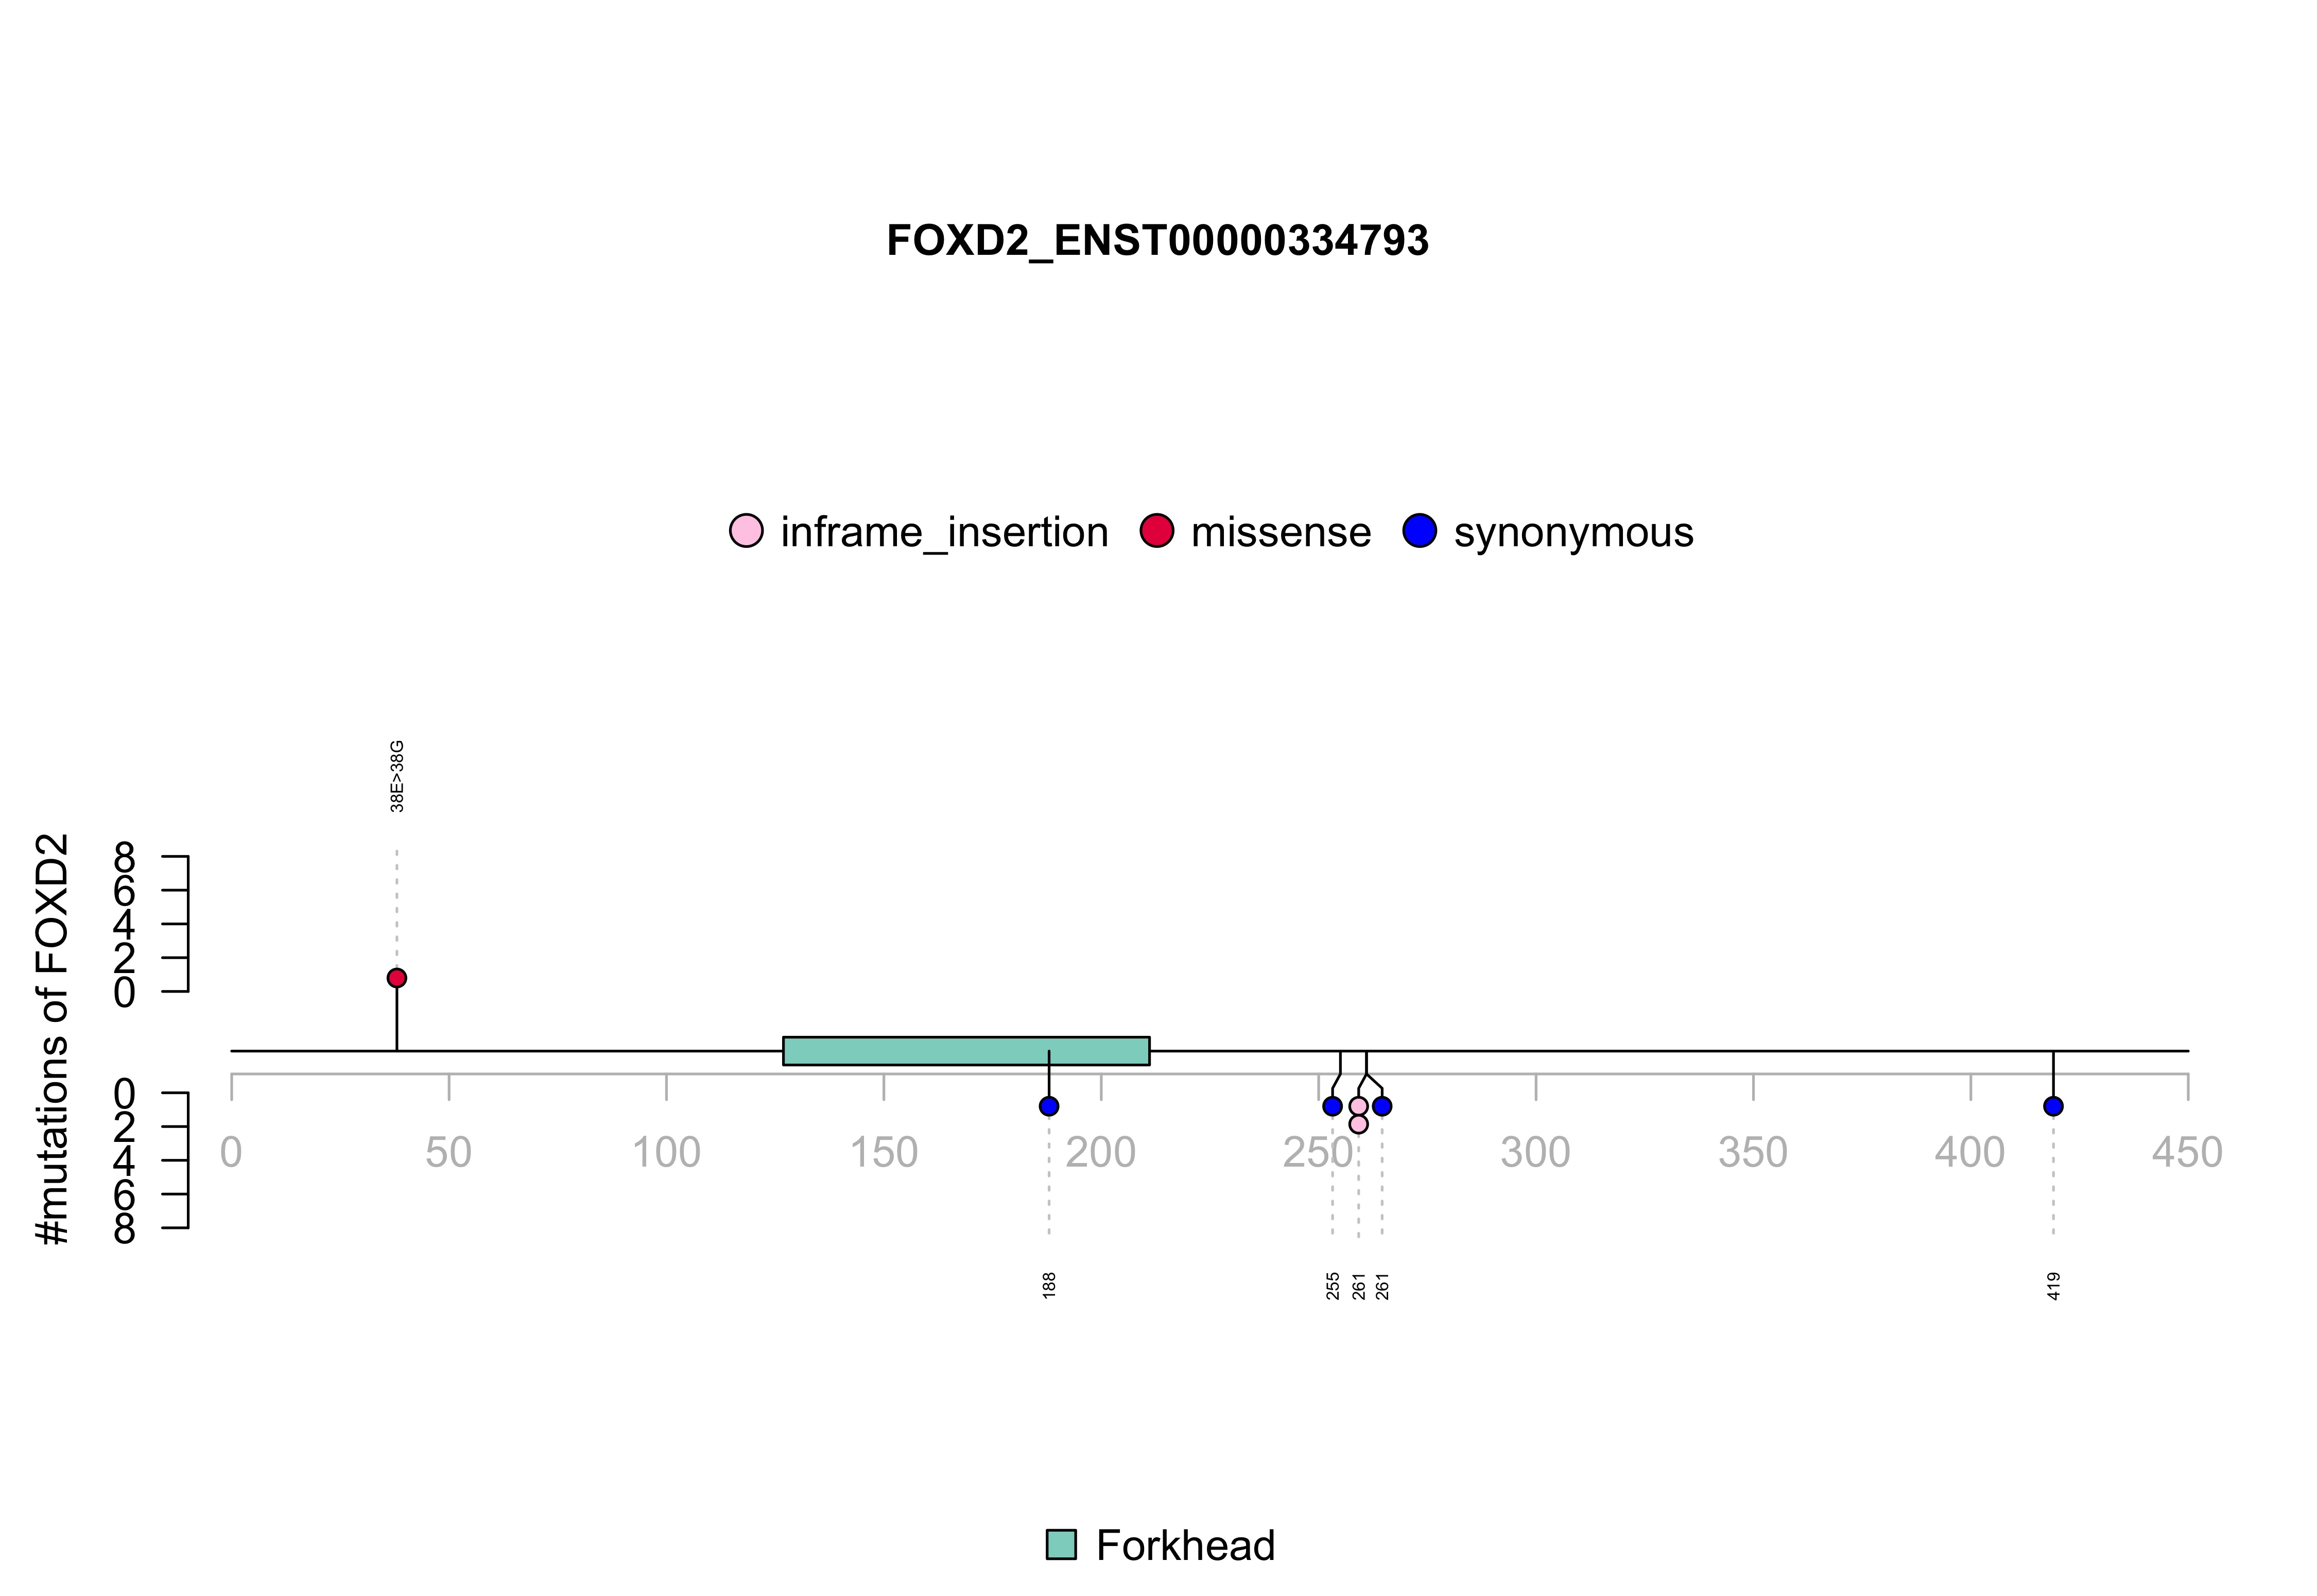 FOXD2_ENST00000334793
inframe_insertion missense synonymous
38E>38G
#mutations of FOXD2
8
6
4
2
0
0
2
4
6
8
0 50 100 150 200 250 300 350 400 450
188 255 261 261 419
Forkhead